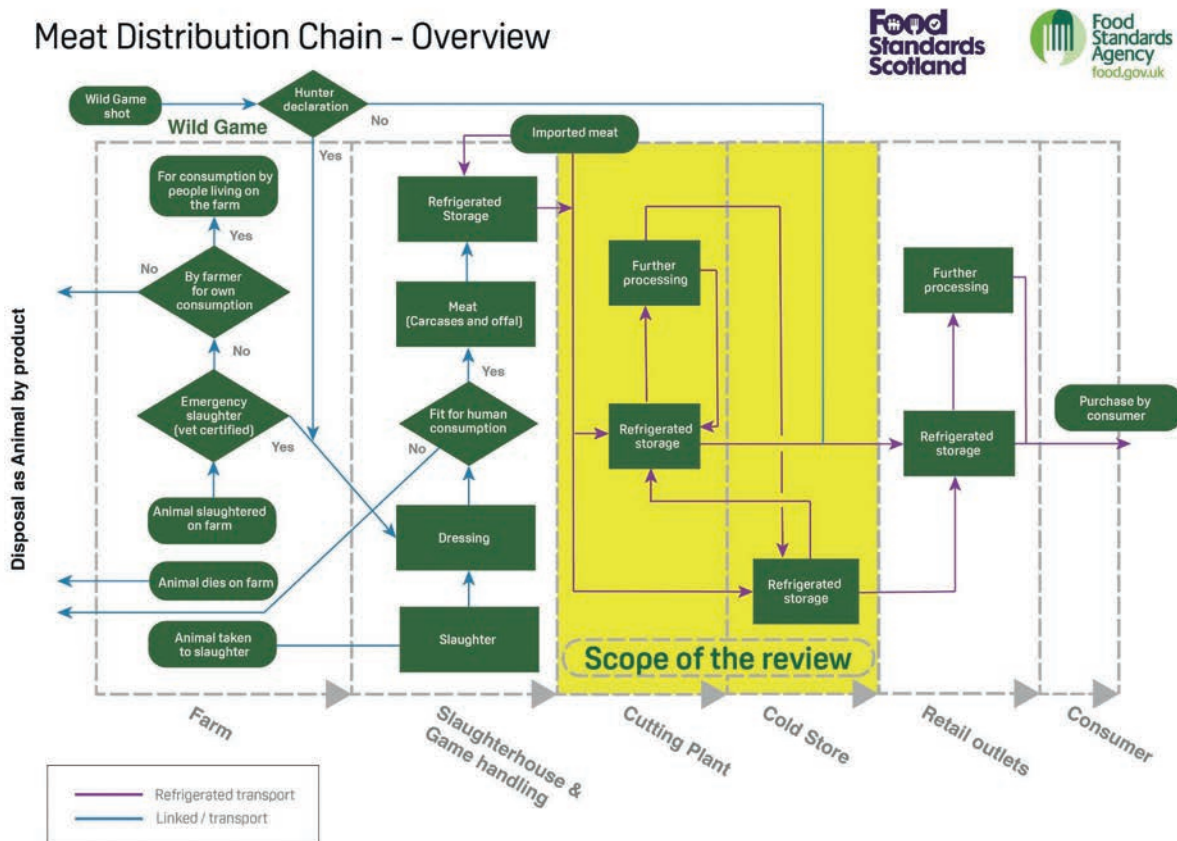 Meat Distribution Chain - Overview
Food
Standards
Scotland
Food
Standards
Agency
food.gov.uk
Wild Game
shot
Hunter
declaration
No
Wild Game
Yes
Imported meat
For consumption by
people living on
the farm
Yes
No
By farmer
for own
consumption
No
Emergency
slaughter
(vet certified)
Yes
Animal slaughtered
on farm
Animal dies on farm
Animal taken
to slaughter
Disposal as Animal by product
Refrigerated
Storage
Meat
(Carcases and offal)
Yes
Fit for human
consumption
No
Dressing
Slaughter
Further
processing
Refrigerated
storage
Refrigerated
storage
Scope of the review
Further
processing
Refrigerated
storage
Purchase by
consumer
Farm
Slaughterhouse &
Game handling
Cutting Plant
Cold Store
Retail outlets
Consumer
Refrigerated transport
Linked / transport